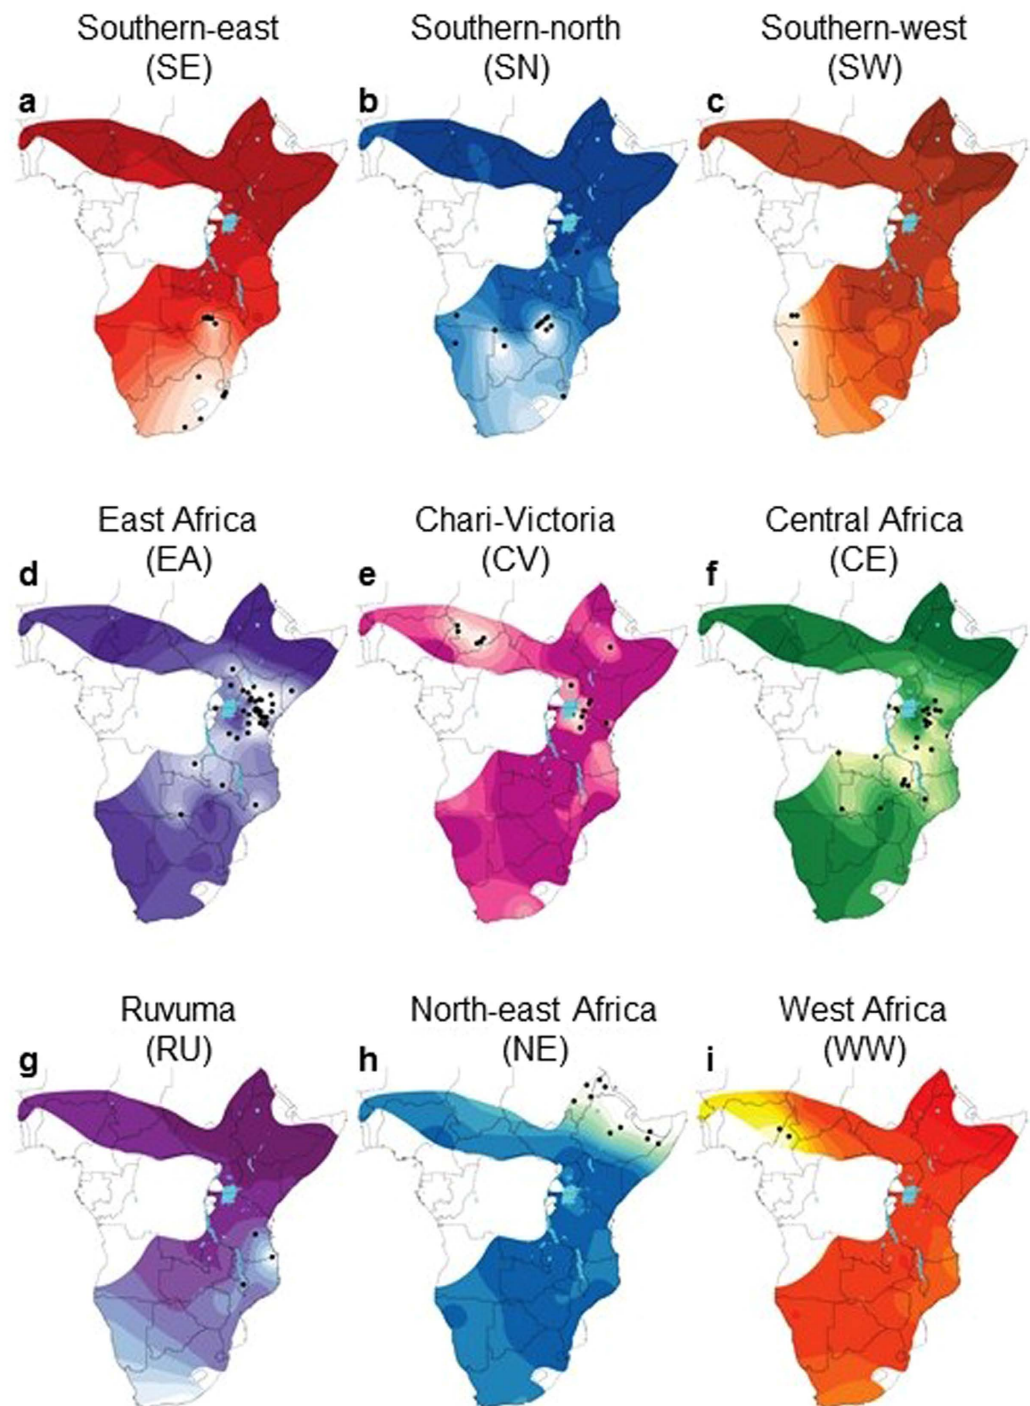 Southern-east
(SE)
Southern-north
(SN)
Southern-west
(SW)
a
b
c
East Africa
(EA)
Chari-Victoria
(CV)
Central Africa
(CE)
d
e
f
Ruvuma
(RU)
North-east Africa
(NE)
West Africa
(WW)
g
h
i